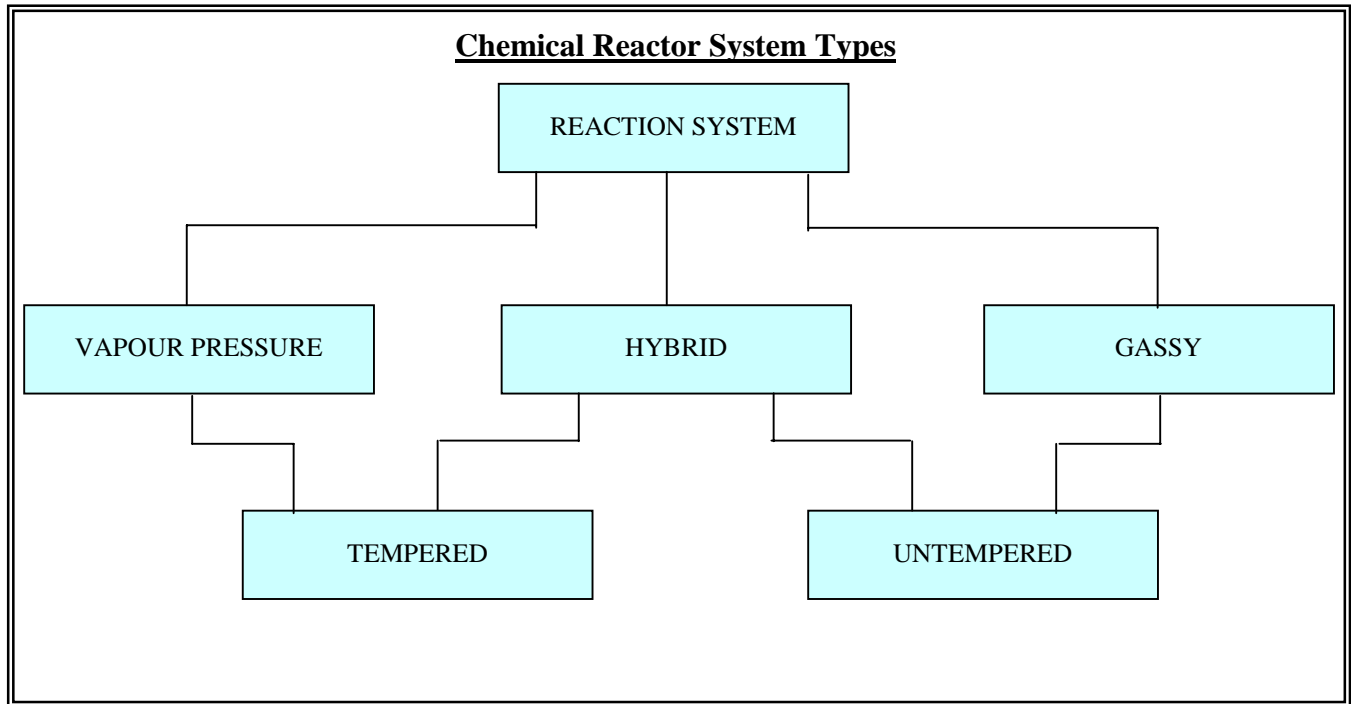 Chemical Reactor System Types
REACTION SYSTEM
VAPOUR PRESSURE
HYBRID
GASSY
TEMPERED
UNTEMPERED